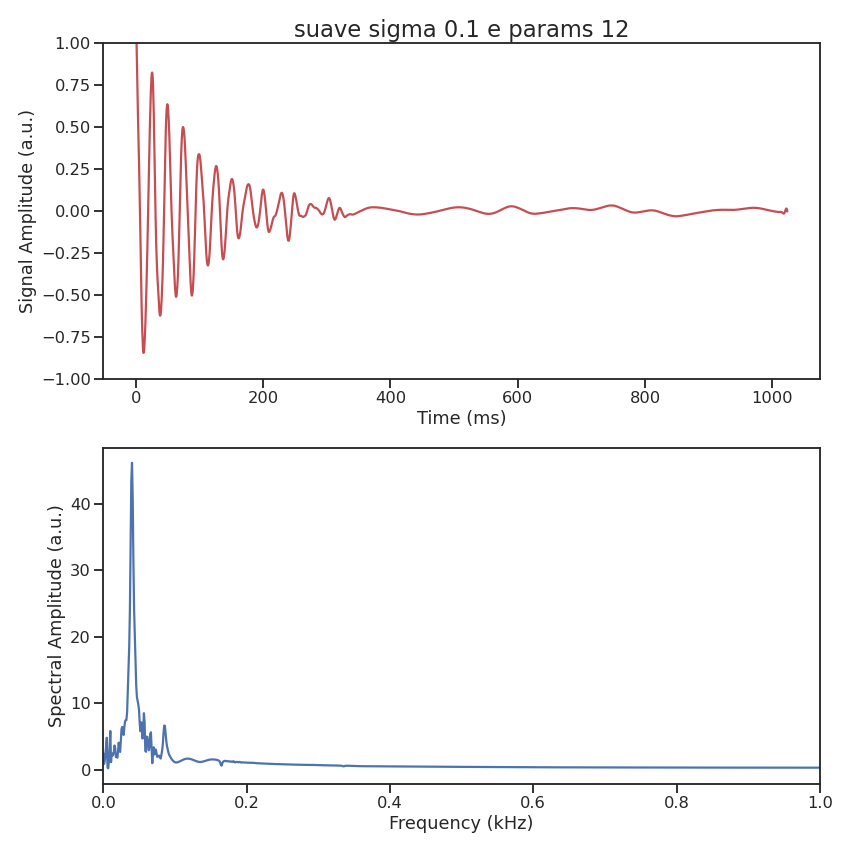 suave sigma 0.1 e params 12
1.00
0.75
0.50
0.25
0.00
−0.25
−0.50
−0.75
−1.00
Signal Amplitude (a.u.)
0 200 400 600 800 1000
Time (ms)
40
30
20
10
0
Spectral Amplitude (a.u.)
0.0 0.2 0.4 0.6 0.8 1.0
Frequency (kHz)